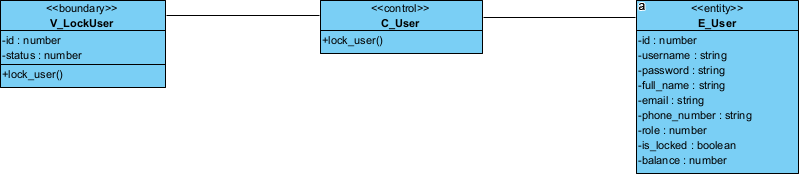 <<boundary>>
V_LockUser
-id : number
-status : number
+lock_user()
<<control>>
C_User
+lock_user()
a
<<entity>>
E_User
-id : number
-username : string
-password : string
-full_name : string
-email : string
-phone_number : string
-role : number
-is_locked : boolean
-balance : number